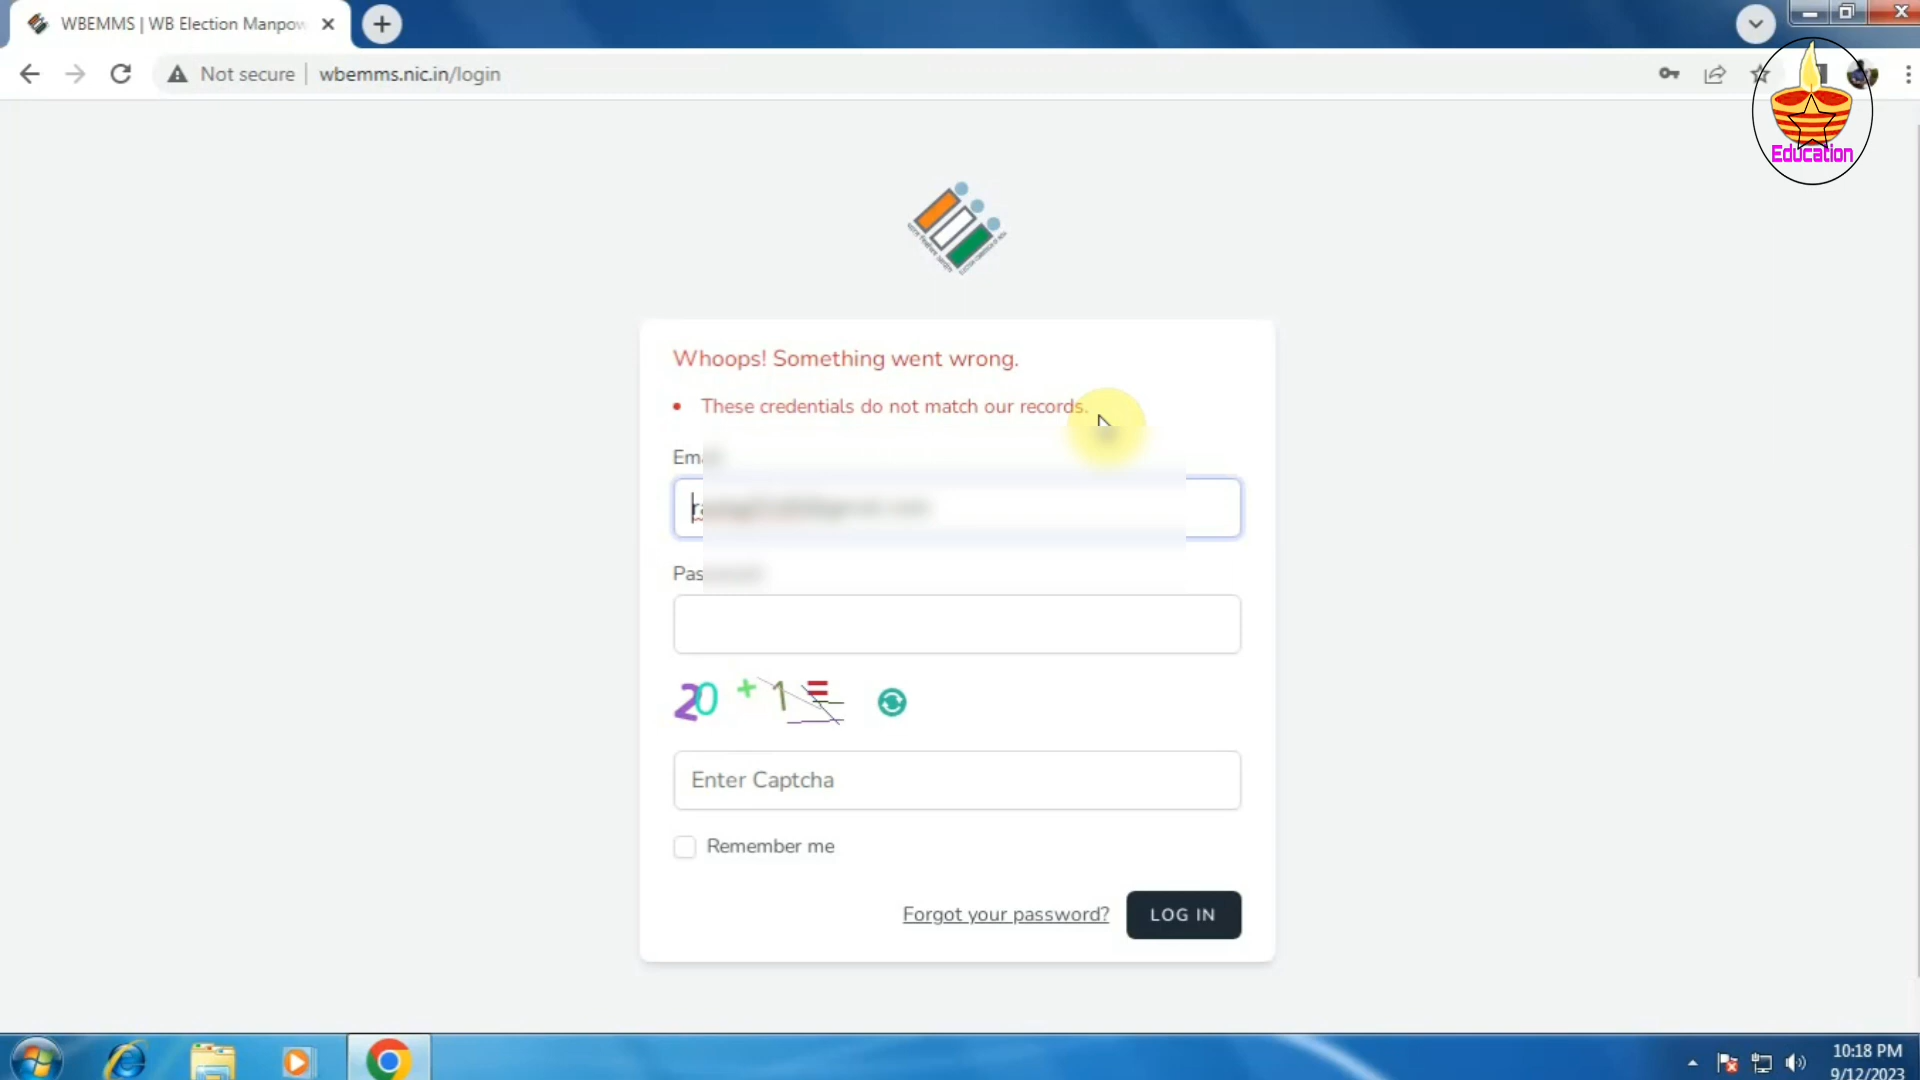 WBEMMS | WB Election Manpow
Not secure
wbemms.nic.in/login
Education
Whoops! Something went wrong.
These credentials do not match our records.
20 + 1 =
Enter Captcha
Remember me
Forgot your password?
LOG IN
10:18 PM
9/12/2023